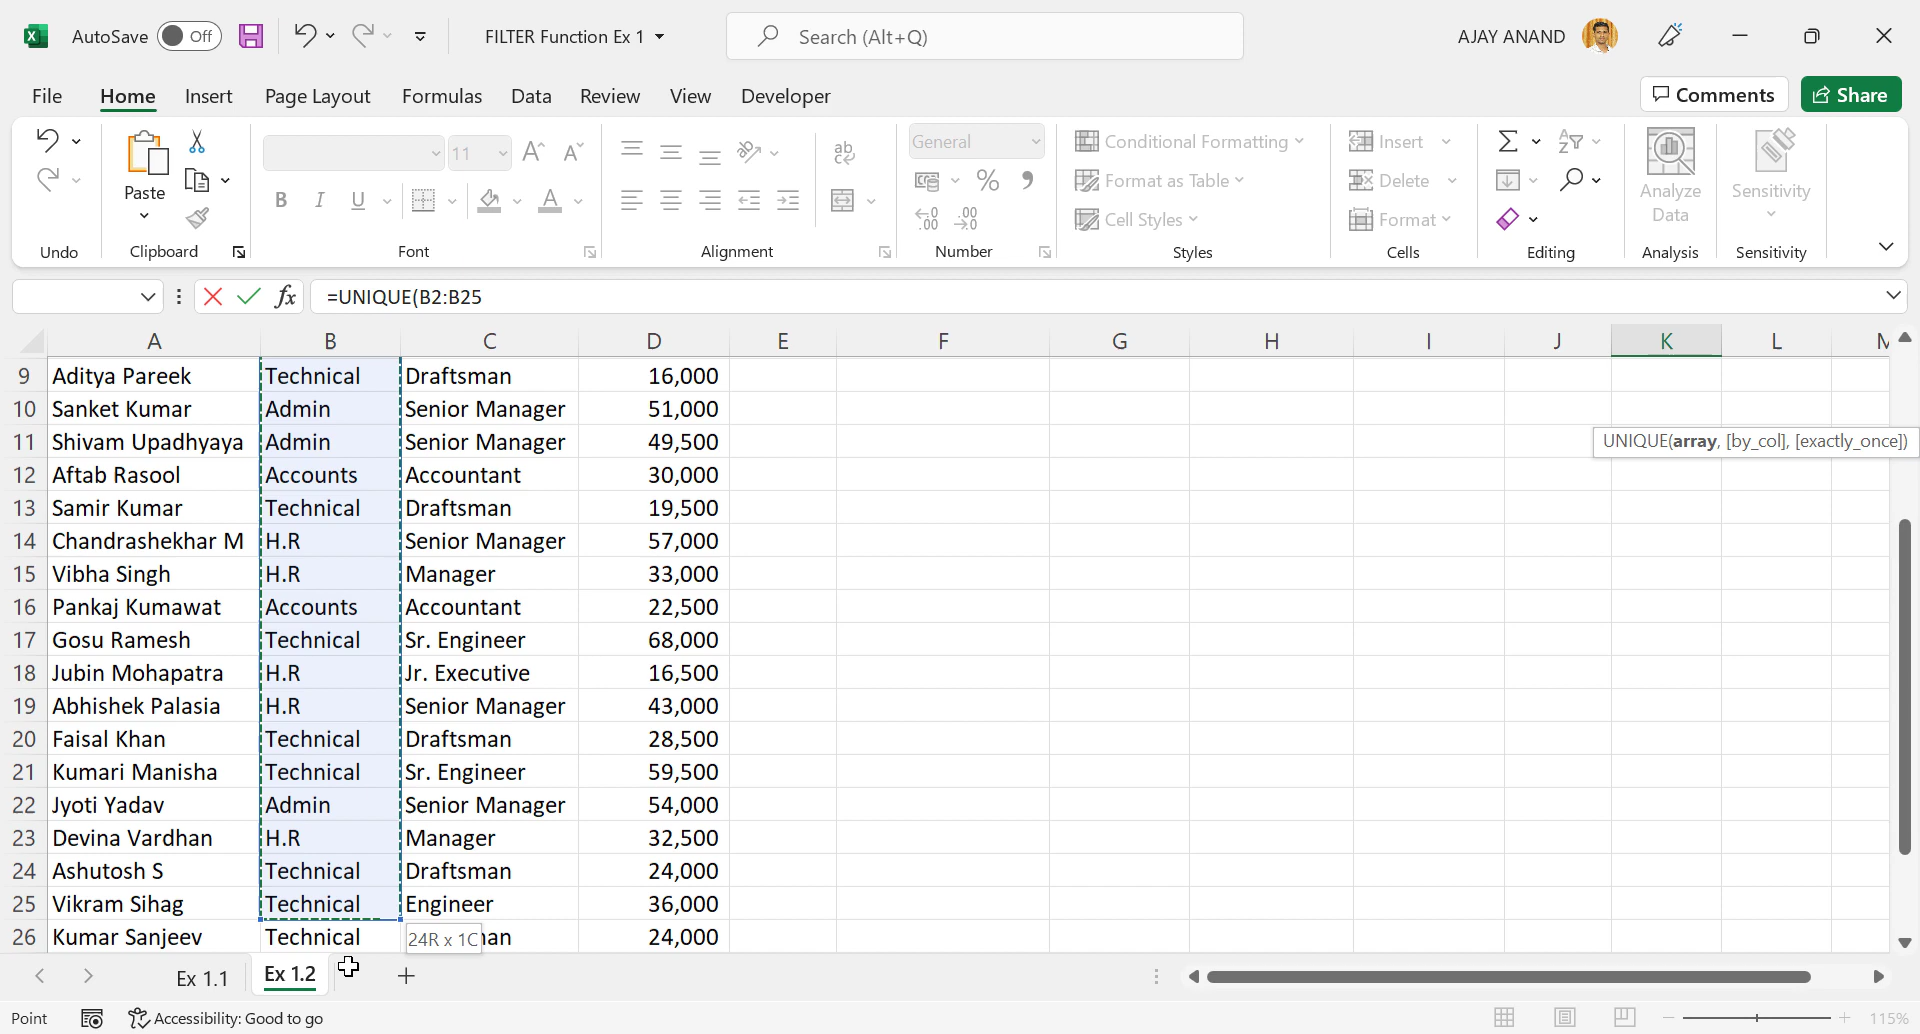 AutoSave Off FILTER Function Ex 1 Search (Alt+Q) AJAY ANAND
File Home Insert Page Layout Formulas Data Review View Developer Comments Share
Paste
11
General
Conditional Formatting
Format as Table
Cell Styles
Insert
Delete
Format
Analyze Data
Sensitivity
Undo Clipboard Font Alignment Number Styles Cells Editing Analysis Sensitivity
=UNIQUE(B2:B25
A B C D E F G H I J K L M
9 Aditya Pareek Technical Draftsman 16,000
10 Sanket Kumar Admin Senior Manager 51,000
11 Shivam Upadhyaya Admin Senior Manager 49,500
UNIQUE(array, [by_col], [exactly_once])
12 Aftab Rasool Accounts Accountant 30,000
13 Samir Kumar Technical Draftsman 19,500
14 Chandrashekhar M H.R Senior Manager 57,000
15 Vibha Singh H.R Manager 33,000
16 Pankaj Kumawat Accounts Accountant 22,500
17 Gosu Ramesh Technical Sr. Engineer 68,000
18 Jubin Mohapatra H.R Jr. Executive 16,500
19 Abhishek Palasia H.R Senior Manager 43,000
20 Faisal Khan Technical Draftsman 28,500
21 Kumari Manisha Technical Sr. Engineer 59,500
22 Jyoti Yadav Admin Senior Manager 54,000
23 Devina Vardhan H.R Manager 32,500
24 Ashutosh S Technical Draftsman 24,000
25 Vikram Sihag Technical Engineer 36,000
26 Kumar Sanjeev Technical 24R x 1C 24,000
Ex 1.1 Ex 1.2
Point Accessibility: Good to go 115%